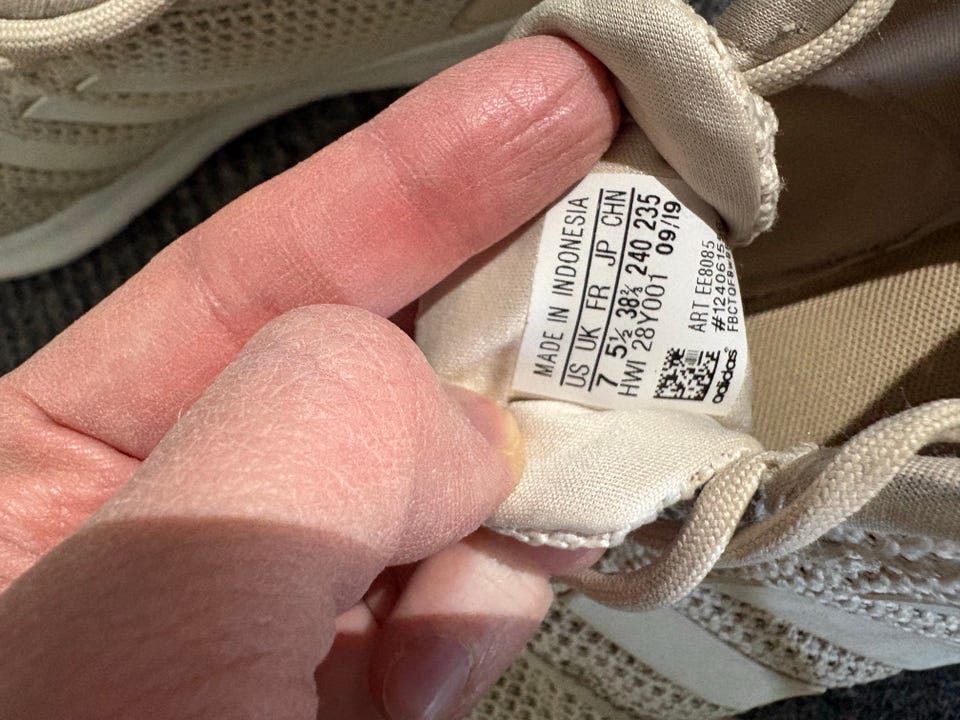 MADE IN INDONESIA
US UK FR JP CHN
7 5½ 38⅔ 240 235
HWI 28Y001 09/19
ART EE8085
adidas